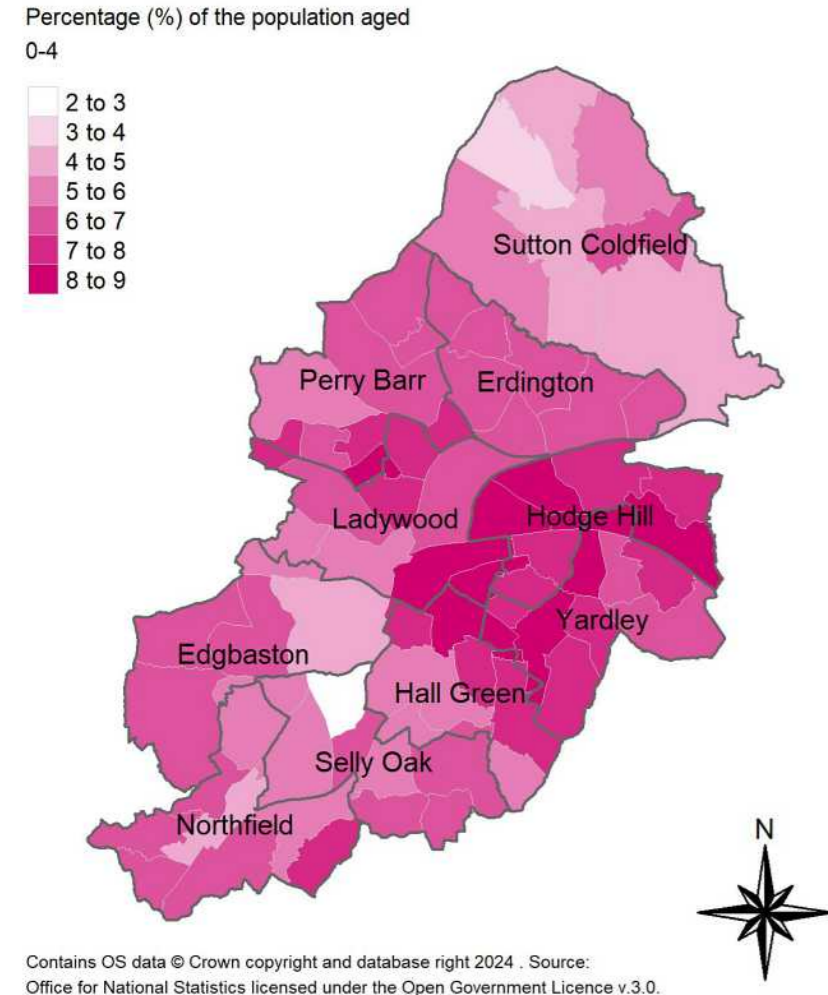 Percentage (%) of the population aged
0-4
2 to 3
3 to 4
4 to 5
5 to 6
6 to 7
7 to 8
8 to 9
Sutton Coldfield
Perry Barr
Erdington
Ladywood
Hodge Hill
Yardley
Edgbaston
Hall Green
Selly Oak
Northfield
N
Contains OS data © Crown copyright and database right 2024 . Source:
Office for National Statistics licensed under the Open Government Licence v.3.0.